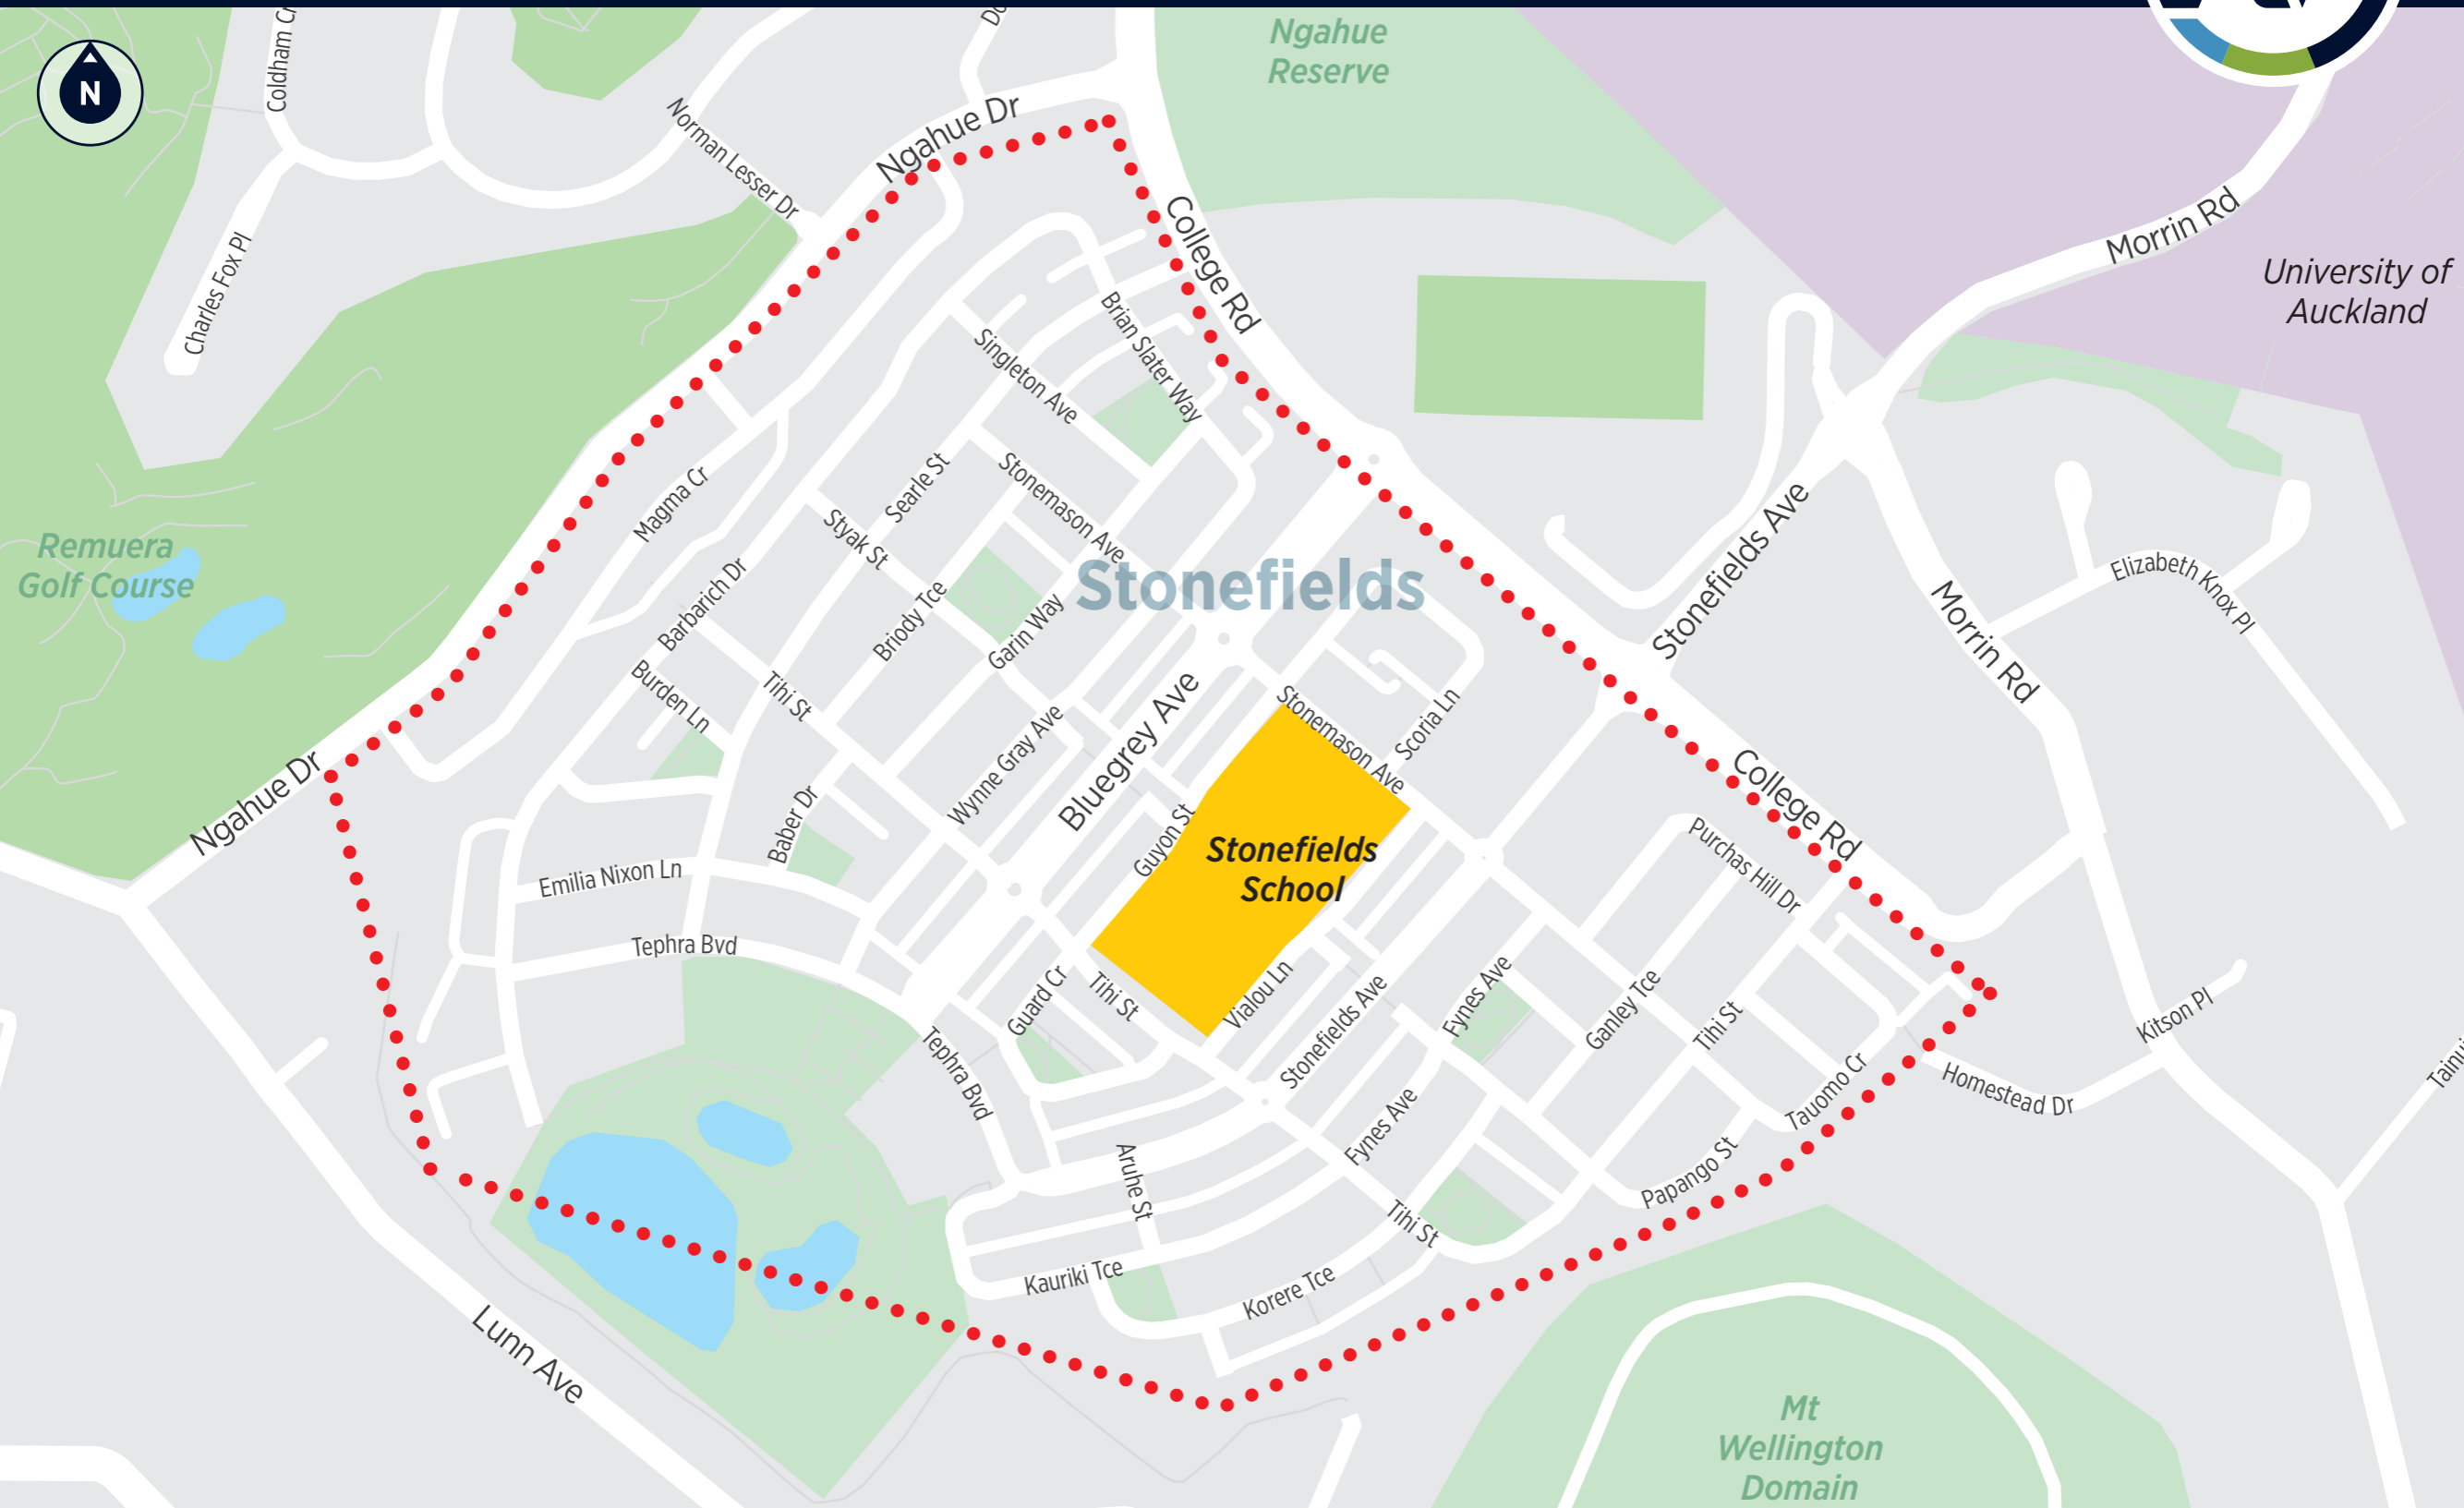 N
Coldham Cr
Ngahue
Reserve
Norman Lesser Dr
Ngahue Dr
Charles Fox Pl
College Rd
Morrin Rd
University of
Auckland
Brian Slater Way
Singleton Ave
Searle St
Stonemason Ave
Magma Cr
Styak St
Remuera
Golf Course
Stonefields
Stonefields Ave
Barbarich Dr
Briody Tce
Garin Way
Elizabeth Knox Pl
Morrin Rd
Burden Ln
Tihi St
Wynne Gray Ave
Bluegrey Ave
Stonemason Ave
Scoria Ln
Ngahue Dr
Baber Dr
Guyon St
Stonefields
School
College Rd
Purchas Hill Dr
Emilia Nixon Ln
Tephra Bvd
Guard Cr
Tihi St
Vialou Ln
Stonefields Ave
Fynes Ave
Ganley Tce
Tihi St
Kitson Pl
Tephra Bvd
Homestead Dr
Tauomo Cr
Fynes Ave
Aruhe St
Papango St
Tihi St
Kauriki Tce
Korere Tce
Lunn Ave
Mt
Wellington
Domain